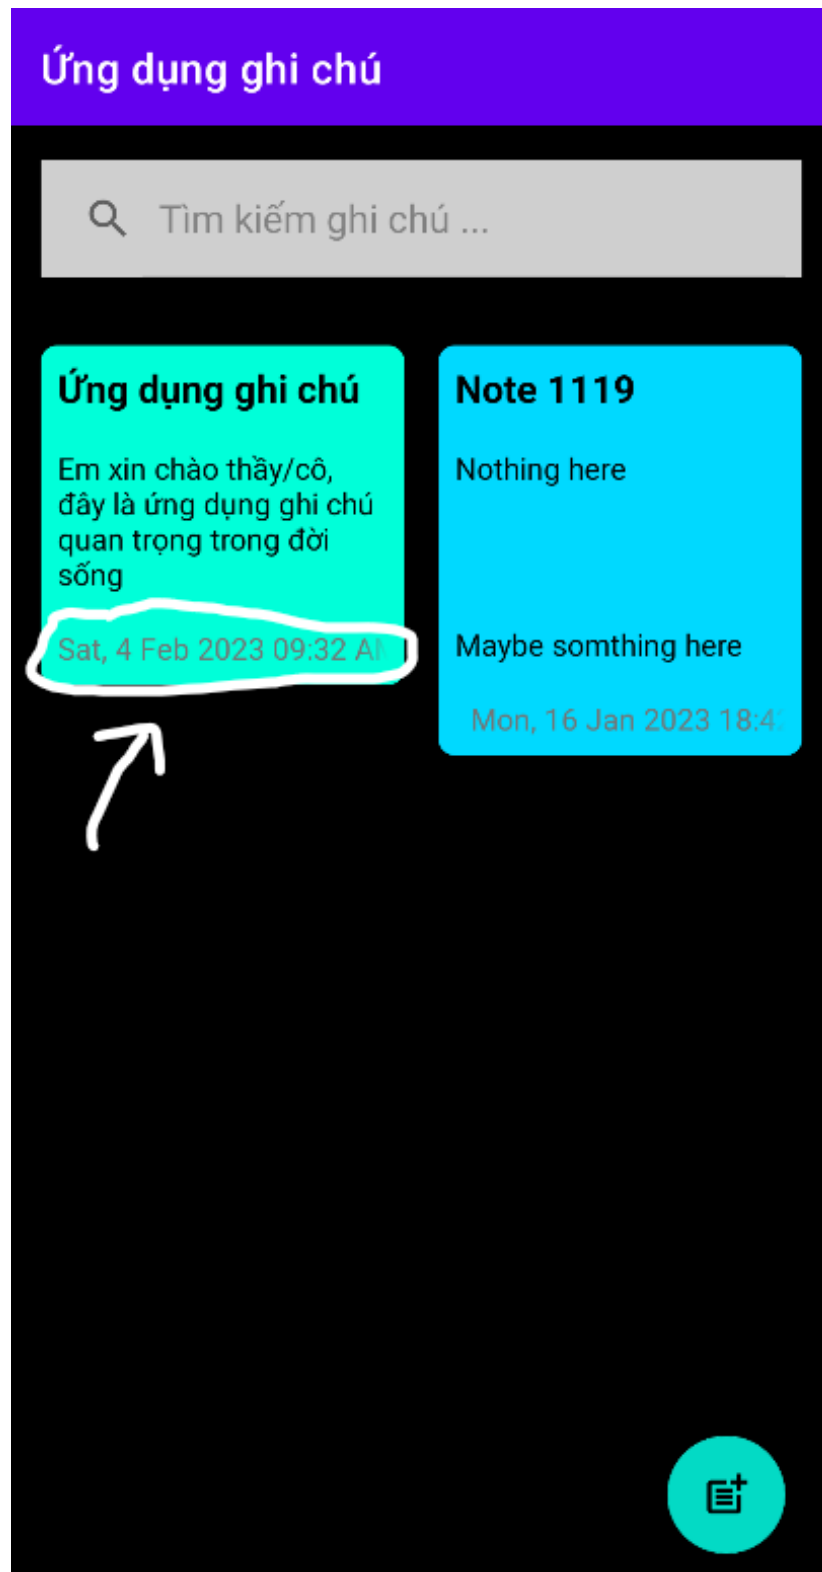 Ứng dụng ghi chú
Tìm kiếm ghi chú ...
Ứng dụng ghi chú
Em xin chào thầy/cô,
đây là ứng dụng ghi chú
quan trọng trong đời
sống
Sat, 4 Feb 2023 09:32
Note 1119
Nothing here
Maybe somthing here
Mon, 16 Jan 2023